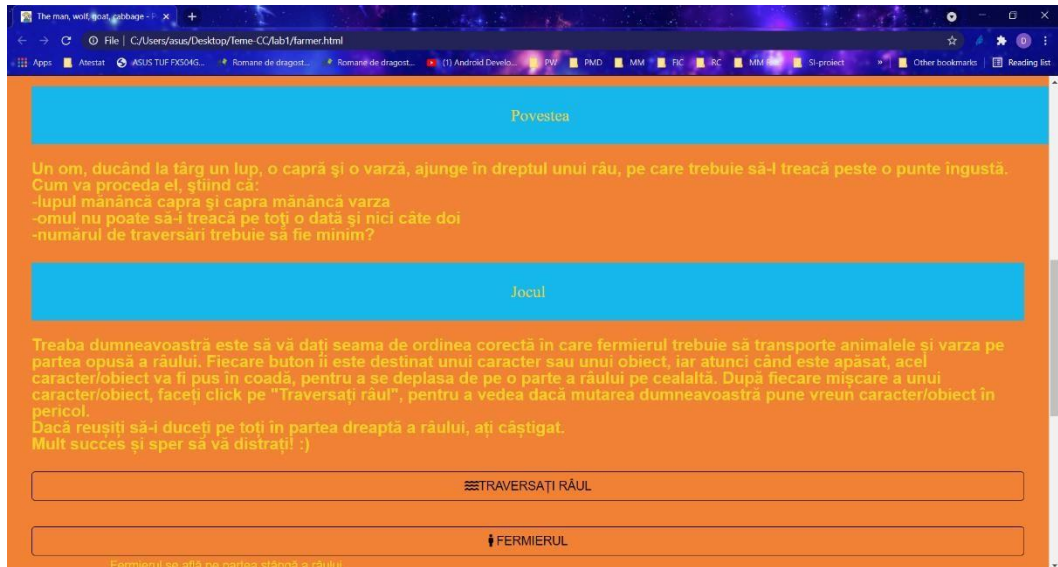 The man, wolf, goat, cabbage -
File | C:/Users/asus/Desktop/Teme-CC/lab1/farmer.html
Apps Atestat ASUS TUF FX504G... Romane de dragost... Romane de dragost... (1) Android Develo... PW PMD MM FIC RC MM SI-proiect » Other bookmarks Reading list
Povestea
Un om, ducând la târg un lup, o capră şi o varză, ajunge în dreptul unui râu, pe care trebuie să-l treacă peste o punte îngustă.
Cum va proceda el, ştiind că:
-lupul mănâncă capra şi capra mănâncă varza
-omul nu poate să-i treacă pe toţi o dată şi nici câte doi
-numărul de traversări trebuie să fie minim?
Jocul
Treaba dumneavoastră este să vă dați seama de ordinea corectă în care fermierul trebuie să transporte animalele și varza pe
partea opusă a râului. Fiecare buton îi este destinat unui caracter sau unui obiect, iar atunci când este apăsat, acel
caracter/obiect va fi pus în coadă, pentru a se deplasa de pe o parte a râului pe cealaltă. După fiecare mișcare a unui
caracter/obiect, faceți click pe "Traversați râul", pentru a vedea dacă mutarea dumneavoastră pune vreun caracter/obiect în
pericol.
Dacă reușiți să-i duceți pe toți în partea dreaptă a râului, ați câștigat.
Mult succes și sper să vă distrați! :)
TRAVERSAȚI RÂUL
FERMIERUL
Fermierul se află pe partea stângă a râului